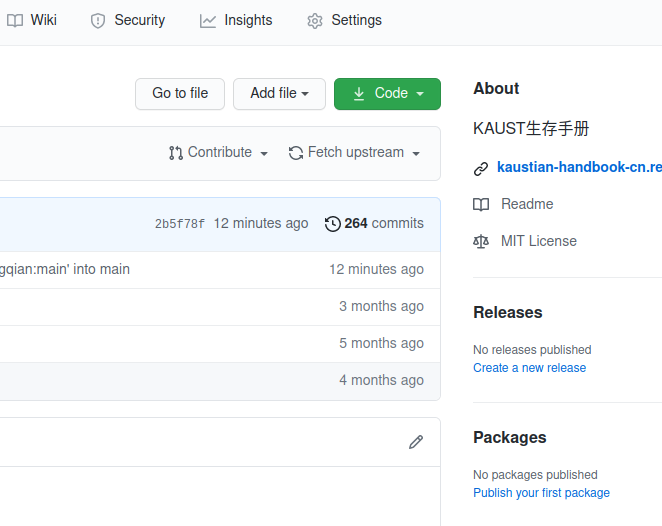 Wiki Security Insights Settings
Go to file Add file Code
Contribute Fetch upstream
2b5f78f 12 minutes ago 264 commits
gqian:main' into main 12 minutes ago
3 months ago
5 months ago
4 months ago
About
KAUST生存手册
kaustian-handbook-cn.re
Readme
MIT License
Releases
No releases published
Create a new release
Packages
No packages published
Publish your first package